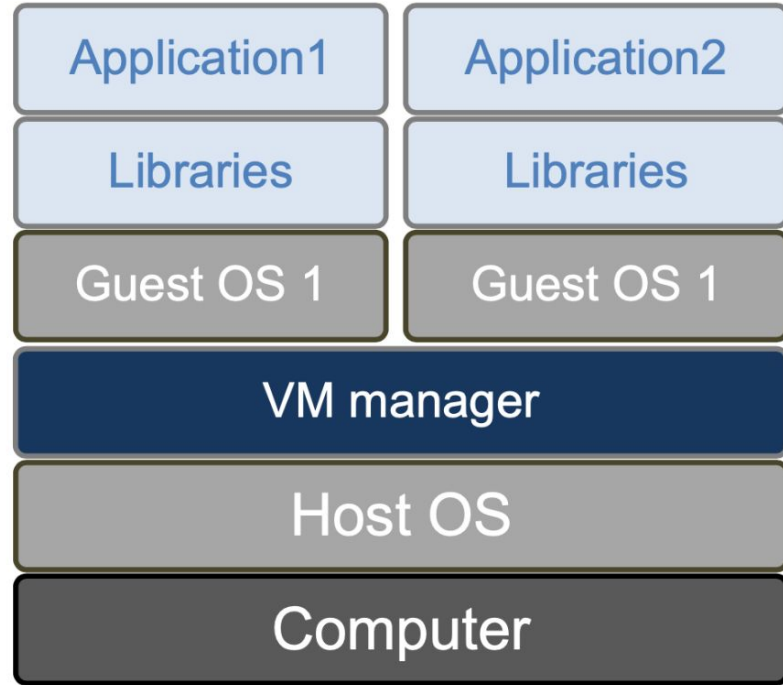 Application1
Application2
Libraries
Libraries
Guest OS 1
Guest OS 1
VM manager
Host OS
Computer